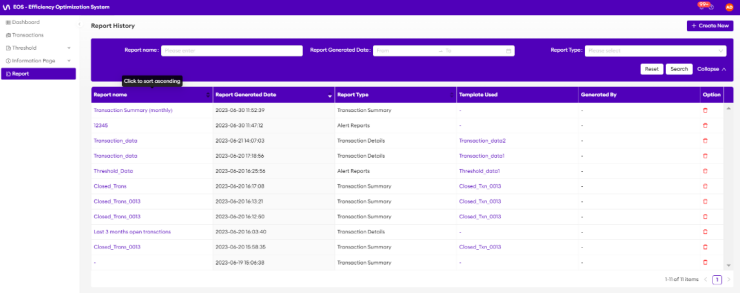 EOS - Efficiency Optimization System
99+
Dashboard
Transactions
Threshold
Information Page
Report
Report History
+ Create New
Report name: Please enter
Report Generated Date: From → To
Report Type: Please select
Reset Search Collapse
Click to sort ascending
Report name Report Generated Date Report Type Template Used Generated By Option
Transaction Summary (monthly) 2023-06-30 11:52:39 Transaction Summary - -
12345 2023-06-30 11:47:12 Alert Reports - -
Transaction_data 2023-06-21 14:07:03 Transaction Details Transaction_data2 -
Transaction_data 2023-06-20 17:18:56 Transaction Details Transaction_data1 -
Threshold_Data 2023-06-20 16:25:56 Alert Reports Threshold_data1 -
Closed_Trans 2023-06-20 16:17:08 Transaction Summary Closed_Txn_0013 -
Closed_Trans_0013 2023-06-20 16:13:21 Transaction Summary Closed_Txn_0013 -
Closed_Trans_0013 2023-06-20 16:12:50 Transaction Summary Closed_Txn_0013 -
Last 3 months open transctions 2023-06-20 16:03:40 Transaction Details - -
Closed_Trans_0013 2023-06-20 15:58:35 Transaction Summary Closed_Txn_0013 -
- 2023-06-19 15:06:38 Transaction Summary - -
1-11 of 11 items < 1 >